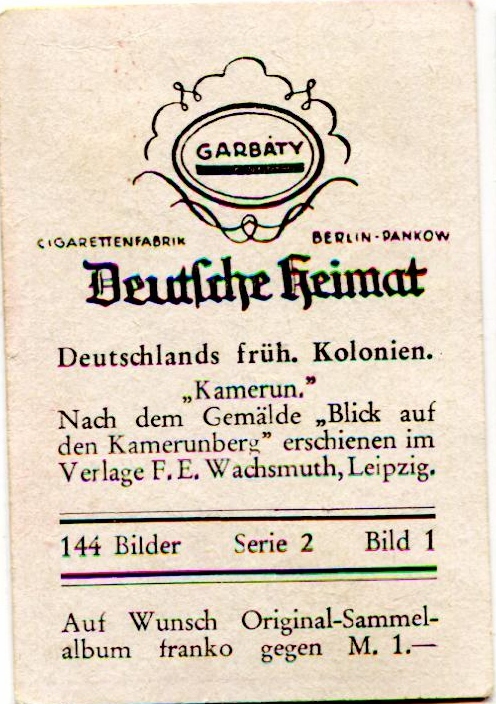 GARBÁTY
CIGARETTENFABRIK BERLIN-PANKOW
Deutsche Heimat
Deutschlands früh. Kolonien.
„Kamerun.”
Nach dem Gemälde „Blick auf
den Kamerunberg” erschienen im
Verlage F. E. Wachsmuth, Leipzig.
144 Bilder Serie 2 Bild 1
Auf Wunsch Original-Sammel-
album franko gegen M. 1.—